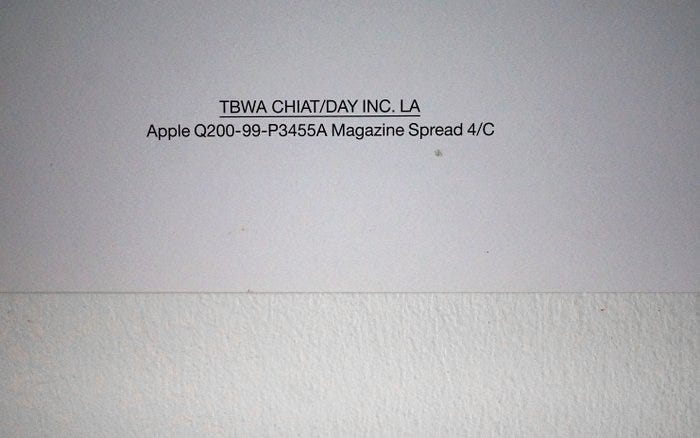 TBWA CHIAT/DAY INC. LA
Apple Q200-99-P3455A Magazine Spread 4/C